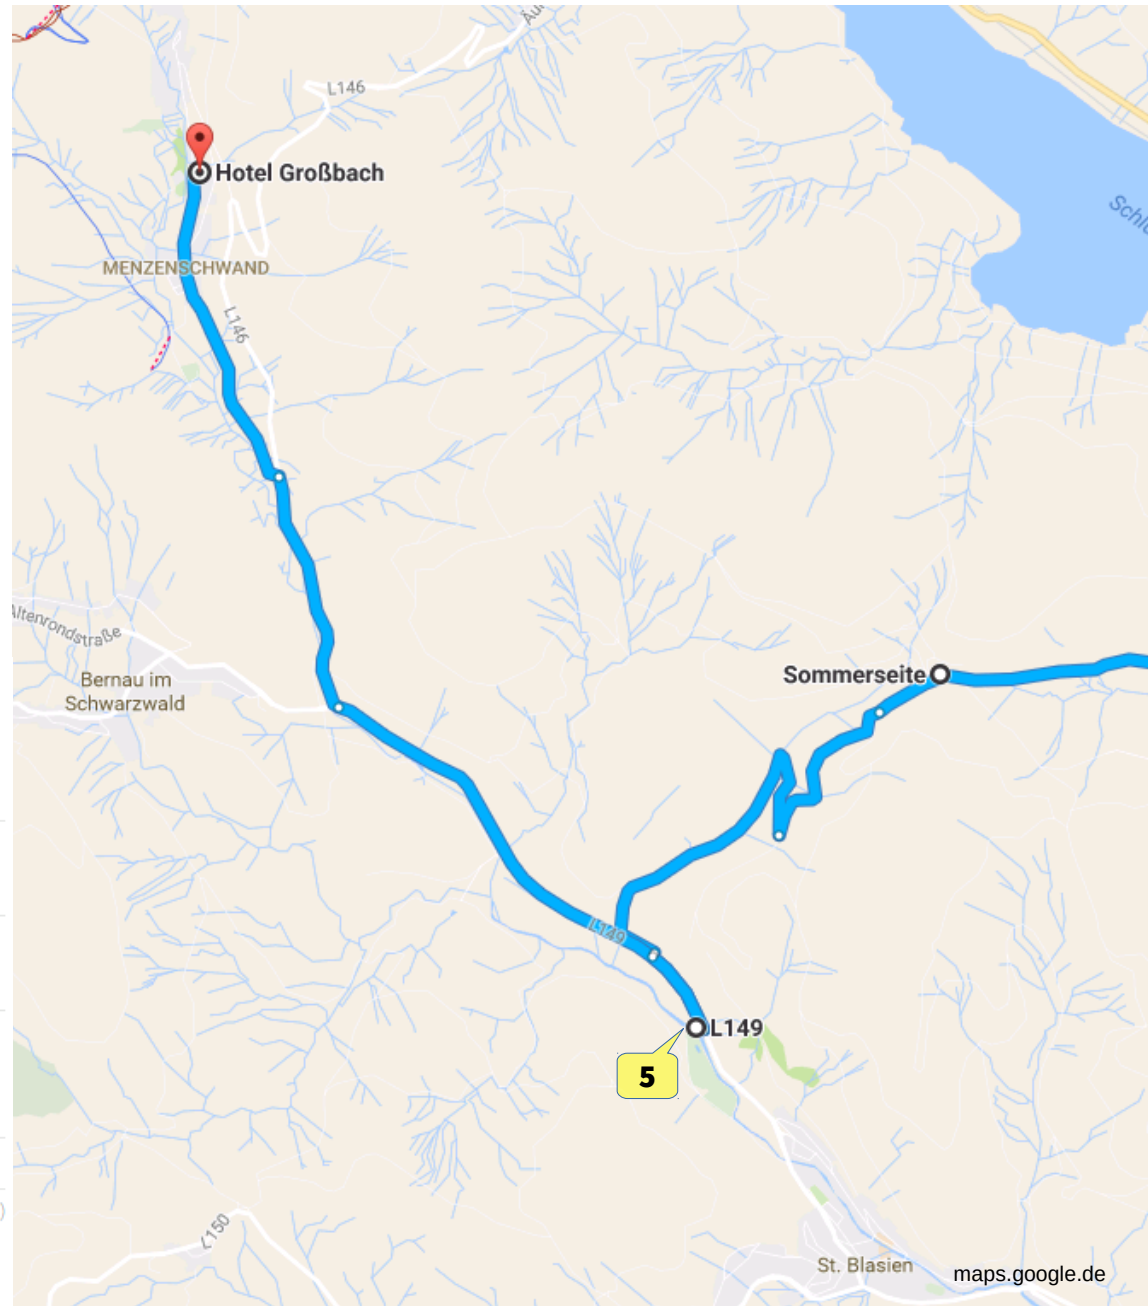 L146
Hotel Großbach
MENZENSCHWAND
L146
Altenrondstraße
Bernau im
Schwarzwald
Sommerseite
L149
L149
5
L150
St. Blasien
maps.google.de